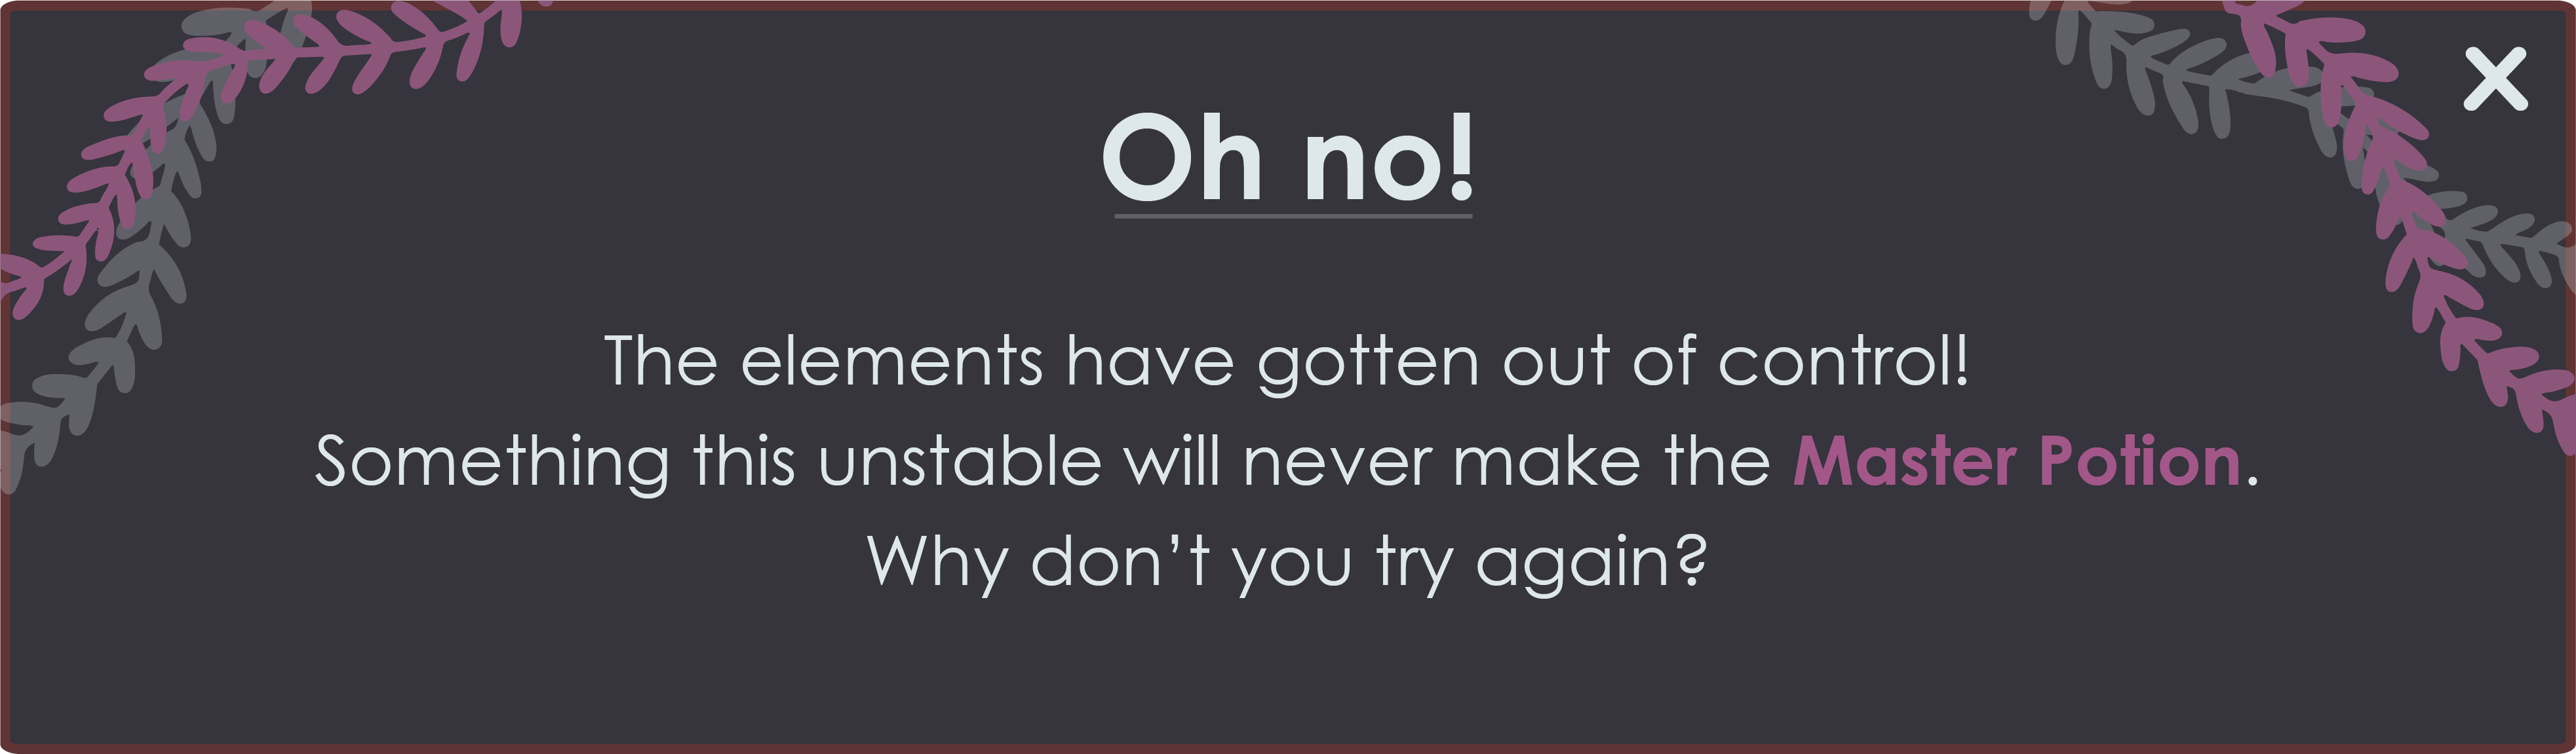 Oh no!
The elements have gotten out of control!
Something this unstable will never make the Master Potion.
Why don’t you try again?